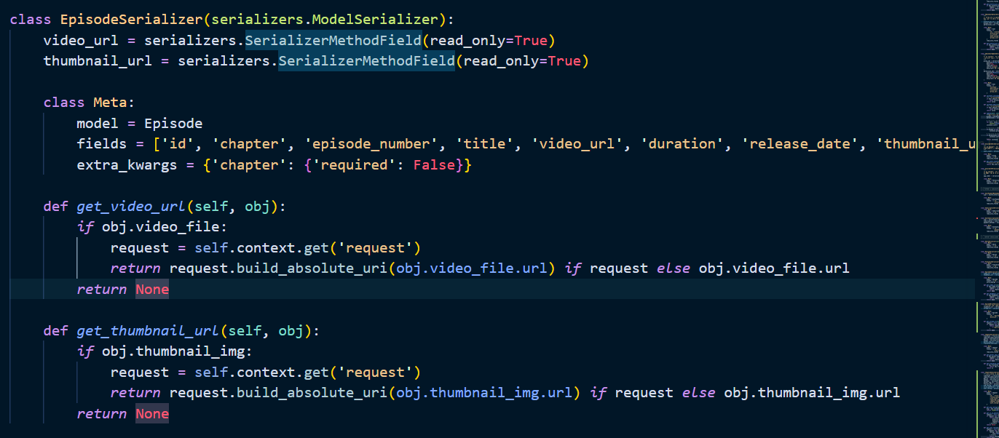 class EpisodeSerializer(serializers.ModelSerializer):
    video_url = serializers.SerializerMethodField(read_only=True)
    thumbnail_url = serializers.SerializerMethodField(read_only=True)

    class Meta:
        model = Episode
        fields = ['id', 'chapter', 'episode_number', 'title', 'video_url', 'duration', 'release_date', 'thumbnail_u
        extra_kwargs = {'chapter': {'required': False}}

    def get_video_url(self, obj):
        if obj.video_file:
            request = self.context.get('request')
            return request.build_absolute_uri(obj.video_file.url) if request else obj.video_file.url
        return None

    def get_thumbnail_url(self, obj):
        if obj.thumbnail_img:
            request = self.context.get('request')
            return request.build_absolute_uri(obj.thumbnail_img.url) if request else obj.thumbnail_img.url
        return None